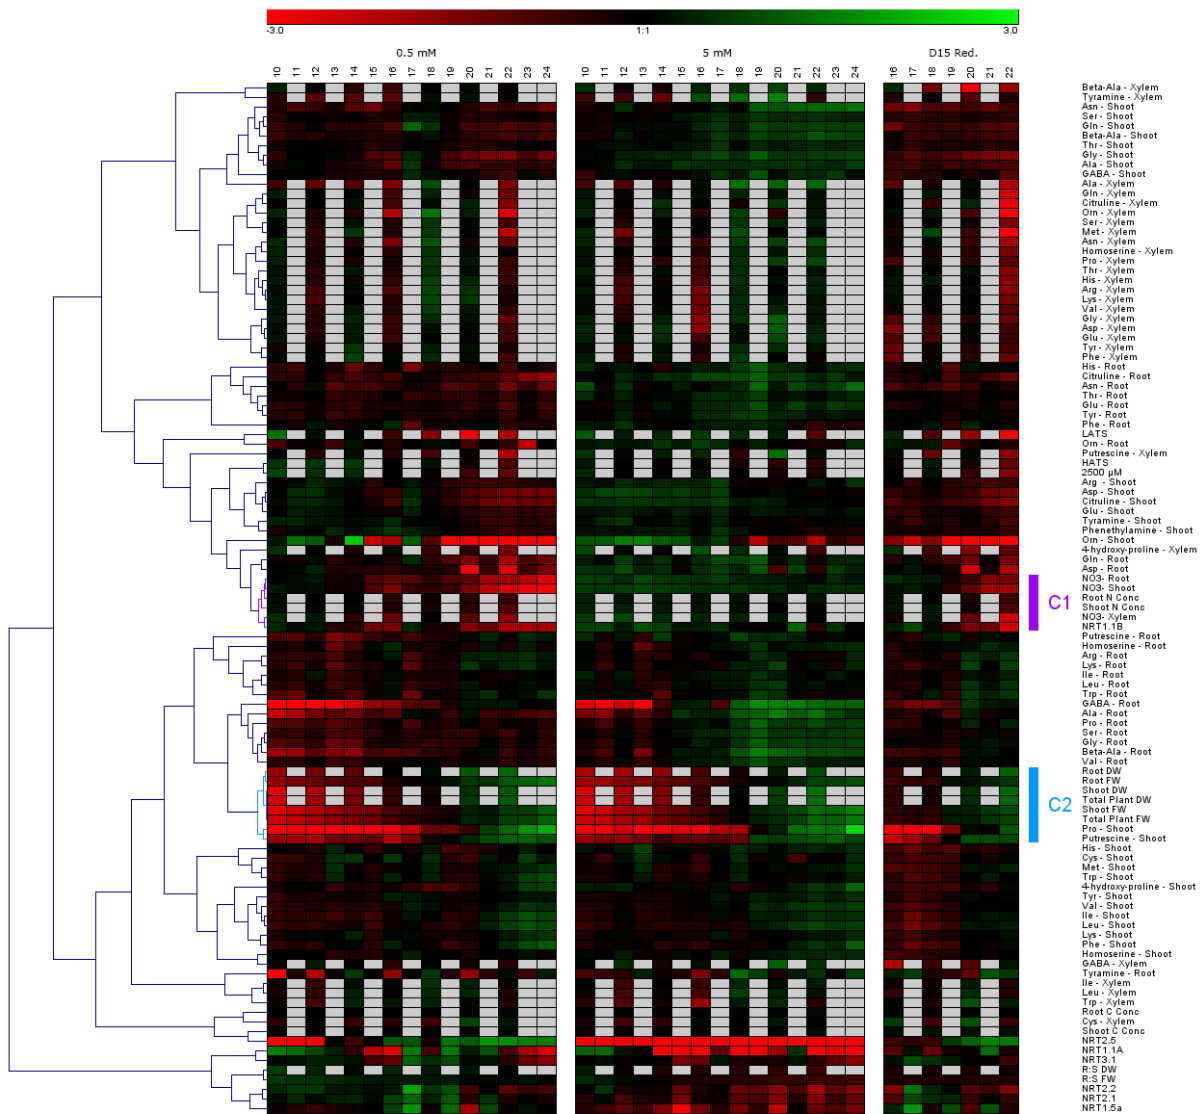 -3.0 1:1 3.0
0.5 mM 5 mM D15 Red.
10 11 12 13 14 15 16 17 18 19 20 21 22 23 24 10 11 12 13 14 15 16 17 18 19 20 21 22 23 24 16 17 18 19 20 21 22
Beta-Ala - Xylem
Tyramine - Xylem
Asn - Shoot
Ser - Shoot
Gln - Shoot
Beta-Ala - Shoot
Thr - Shoot
Gly - Shoot
Ala - Shoot
GABA - Shoot
Ala - Xylem
Gln - Xylem
Citruline - Xylem
Orn - Xylem
Ser - Xylem
Met - Xylem
Asn - Xylem
Homoserine - Xylem
Pro - Xylem
Thr - Xylem
His - Xylem
Arg - Xylem
Lys - Xylem
Val - Xylem
Gly - Xylem
Asp - Xylem
Glu - Xylem
Tyr - Xylem
Phe - Xylem
His - Root
Citruline - Root
Asn - Root
Thr - Root
Glu - Root
Tyr - Root
Phe - Root
LATS
Orn - Root
Putrescine - Xylem
HATS
2500 µM
Arg - Shoot
Asp - Shoot
Citruline - Shoot
Glu - Shoot
Tyramine - Shoot
Phenethylamine - Shoot
Orn - Shoot
4-hydroxy-proline - Xylem
Gln - Root
Asp - Root
NO3- Root
NO3- Shoot
Root N Conc
C1
Shoot N Conc
NO3- Xylem
NRT1.1B
Putrescine - Root
Homoserine - Root
Arg - Root
Lys - Root
Ile - Root
Leu - Root
Trp - Root
GABA - Root
Ala - Root
Pro - Root
Ser - Root
Gly - Root
Beta-Ala - Root
Val - Root
Root DW
Root FW
Shoot DW
Total Plant DW
C2
Shoot FW
Total Plant FW
Pro - Shoot
Putrescine - Shoot
His - Shoot
Cys - Shoot
Met - Shoot
Trp - Shoot
4-hydroxy-proline - Shoot
Tyr - Shoot
Val - Shoot
Ile - Shoot
Leu - Shoot
Lys - Shoot
Phe - Shoot
Homoserine - Shoot
GABA - Xylem
Tyramine - Root
Ile - Xylem
Leu - Xylem
Trp - Xylem
Root C Conc
Cys - Xylem
Shoot C Conc
NRT2.5
NRT1.1A
NRT3.1
R:S DW
R:S FW
NRT2.2
NRT2.1
NRT1.5a